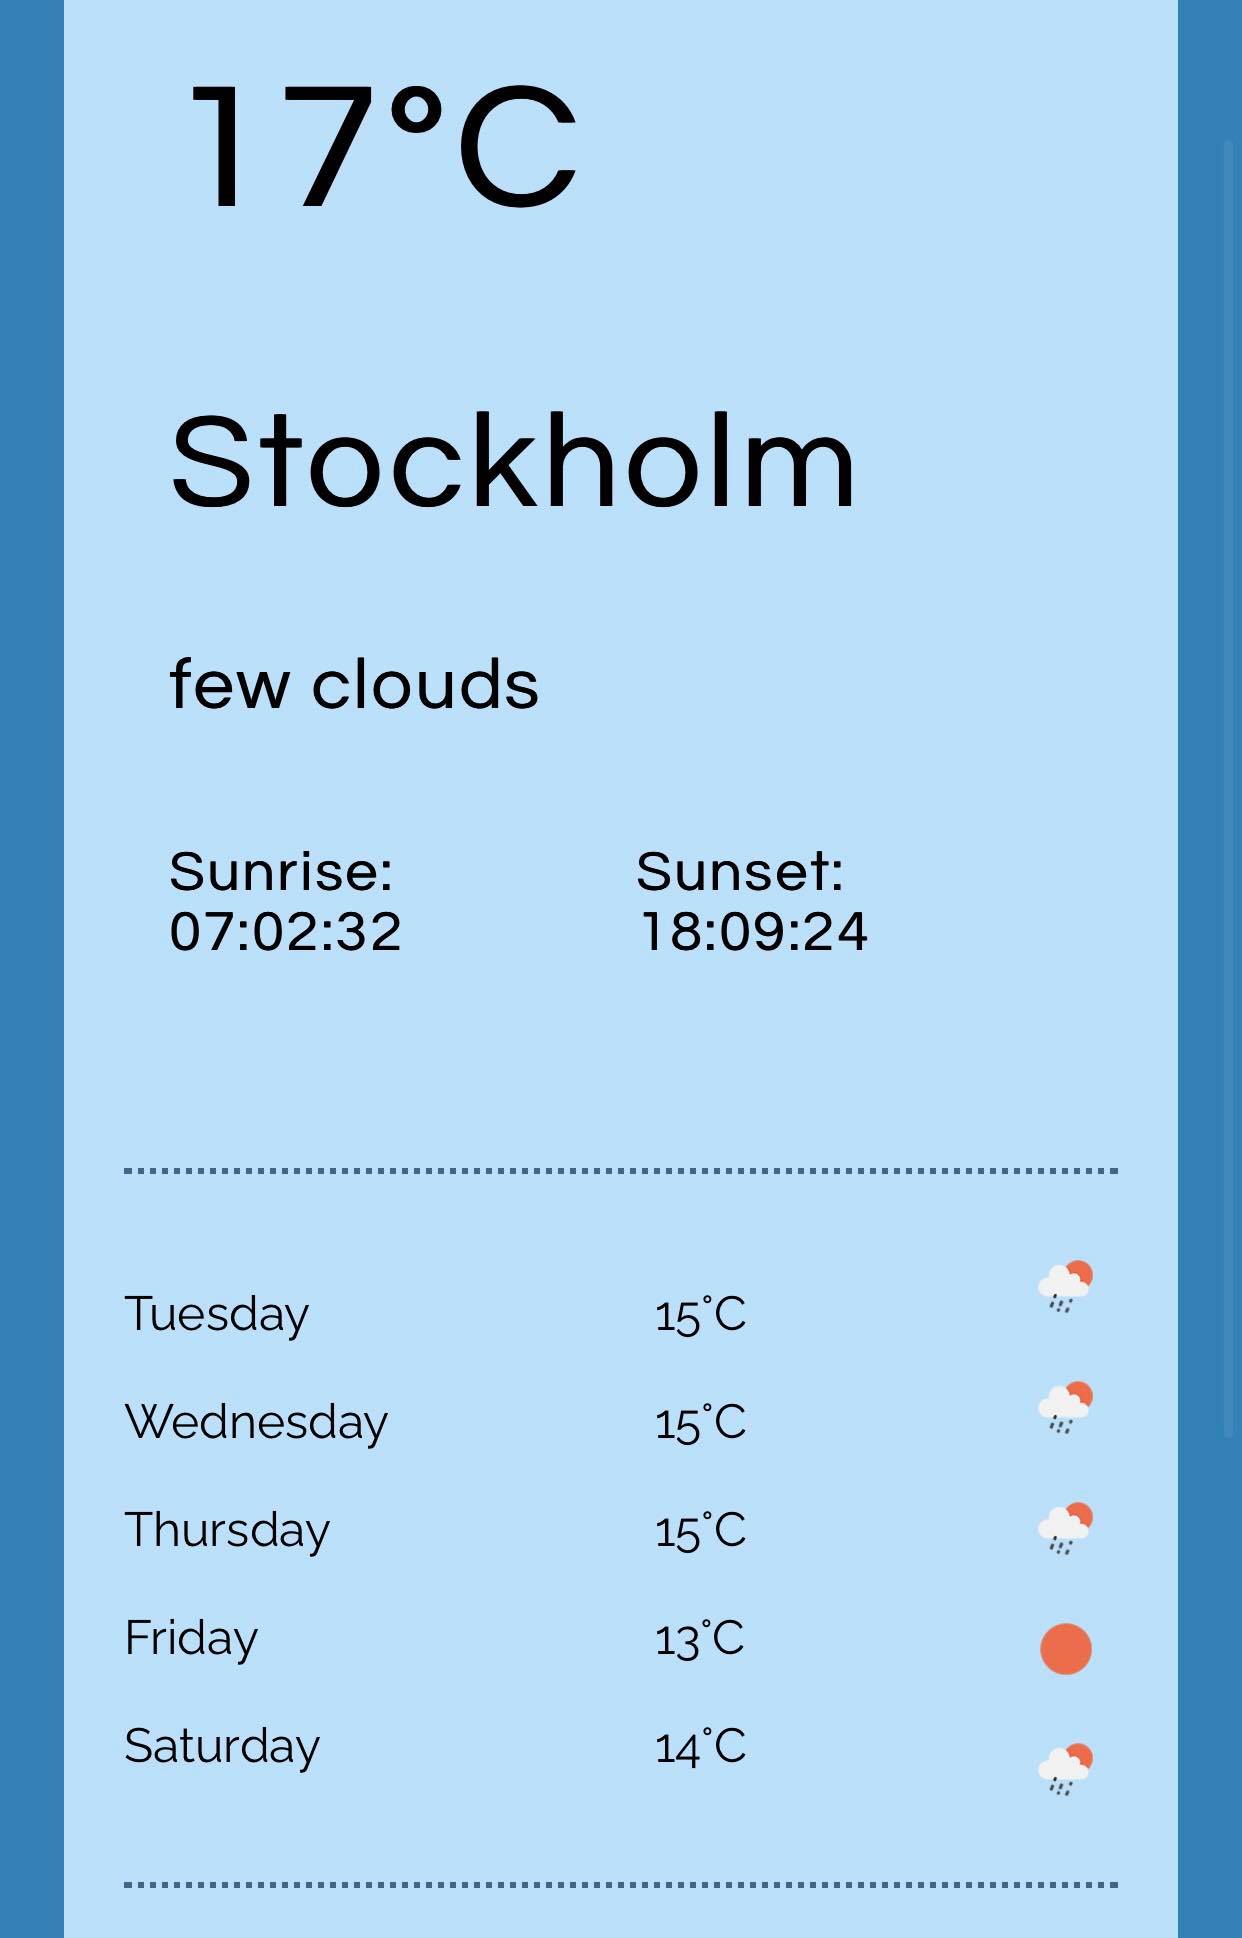 17°C
Stockholm
few clouds
Sunrise: Sunset:
07:02:32 18:09:24
Tuesday 15°C
Wednesday 15°C
Thursday 15°C
Friday 13°C
Saturday 14°C